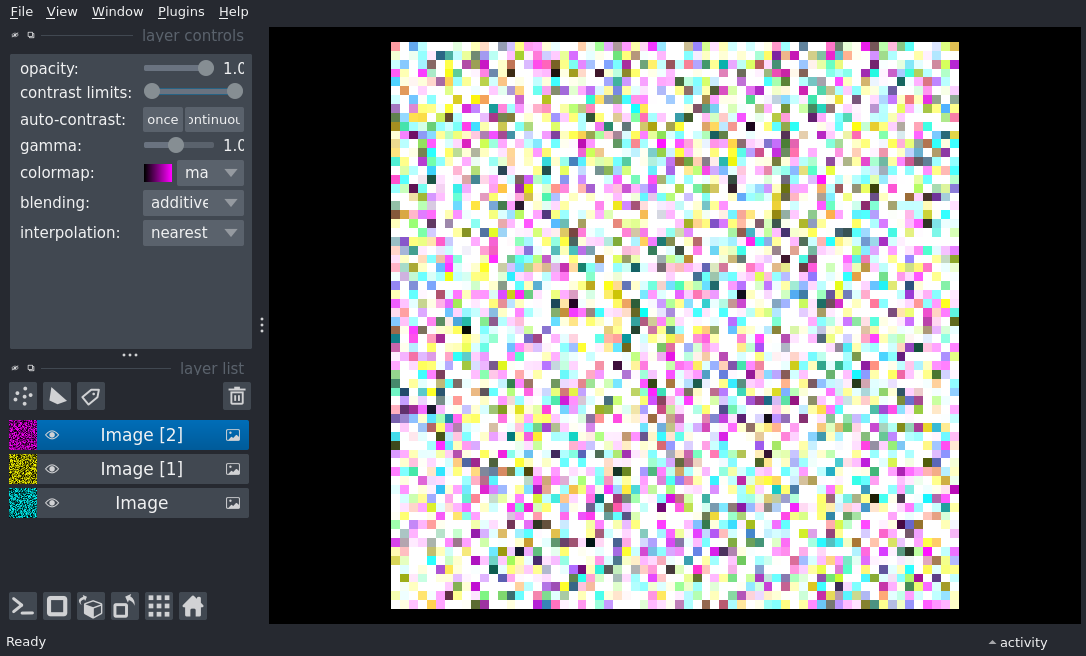 File View Window Plugins Help
layer controls
opacity: 1.0
contrast limits:
auto-contrast: once ontinuou
gamma: 1.0
colormap: ma
blending: additive
interpolation: nearest
layer list
Image [2]
Image [1]
Image
Ready
activity